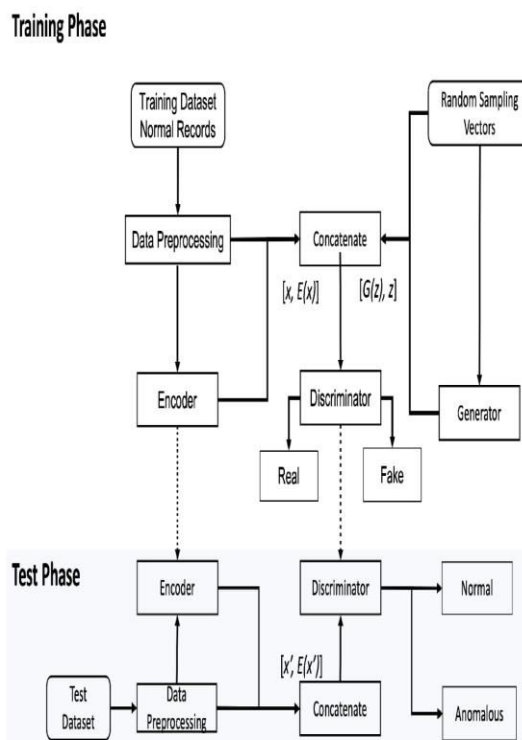 Training Phase
Training Dataset
Normal Records
Random Sampling
Vectors
Data Preprocessing
Concatenate
[x, E(x)]
[G(z), z]
Encoder
Discriminator
Generator
Real
Fake
Test Phase
Encoder
Discriminator
Normal
[x', E(x')]
Test
Dataset
Data
Preprocessing
Concatenate
Anomalous